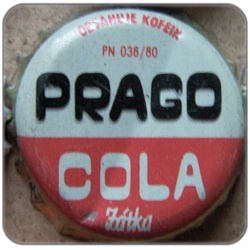 OBSAHUJE KOFEIN
PN 038/80
PRAGO
COLA
Zátka